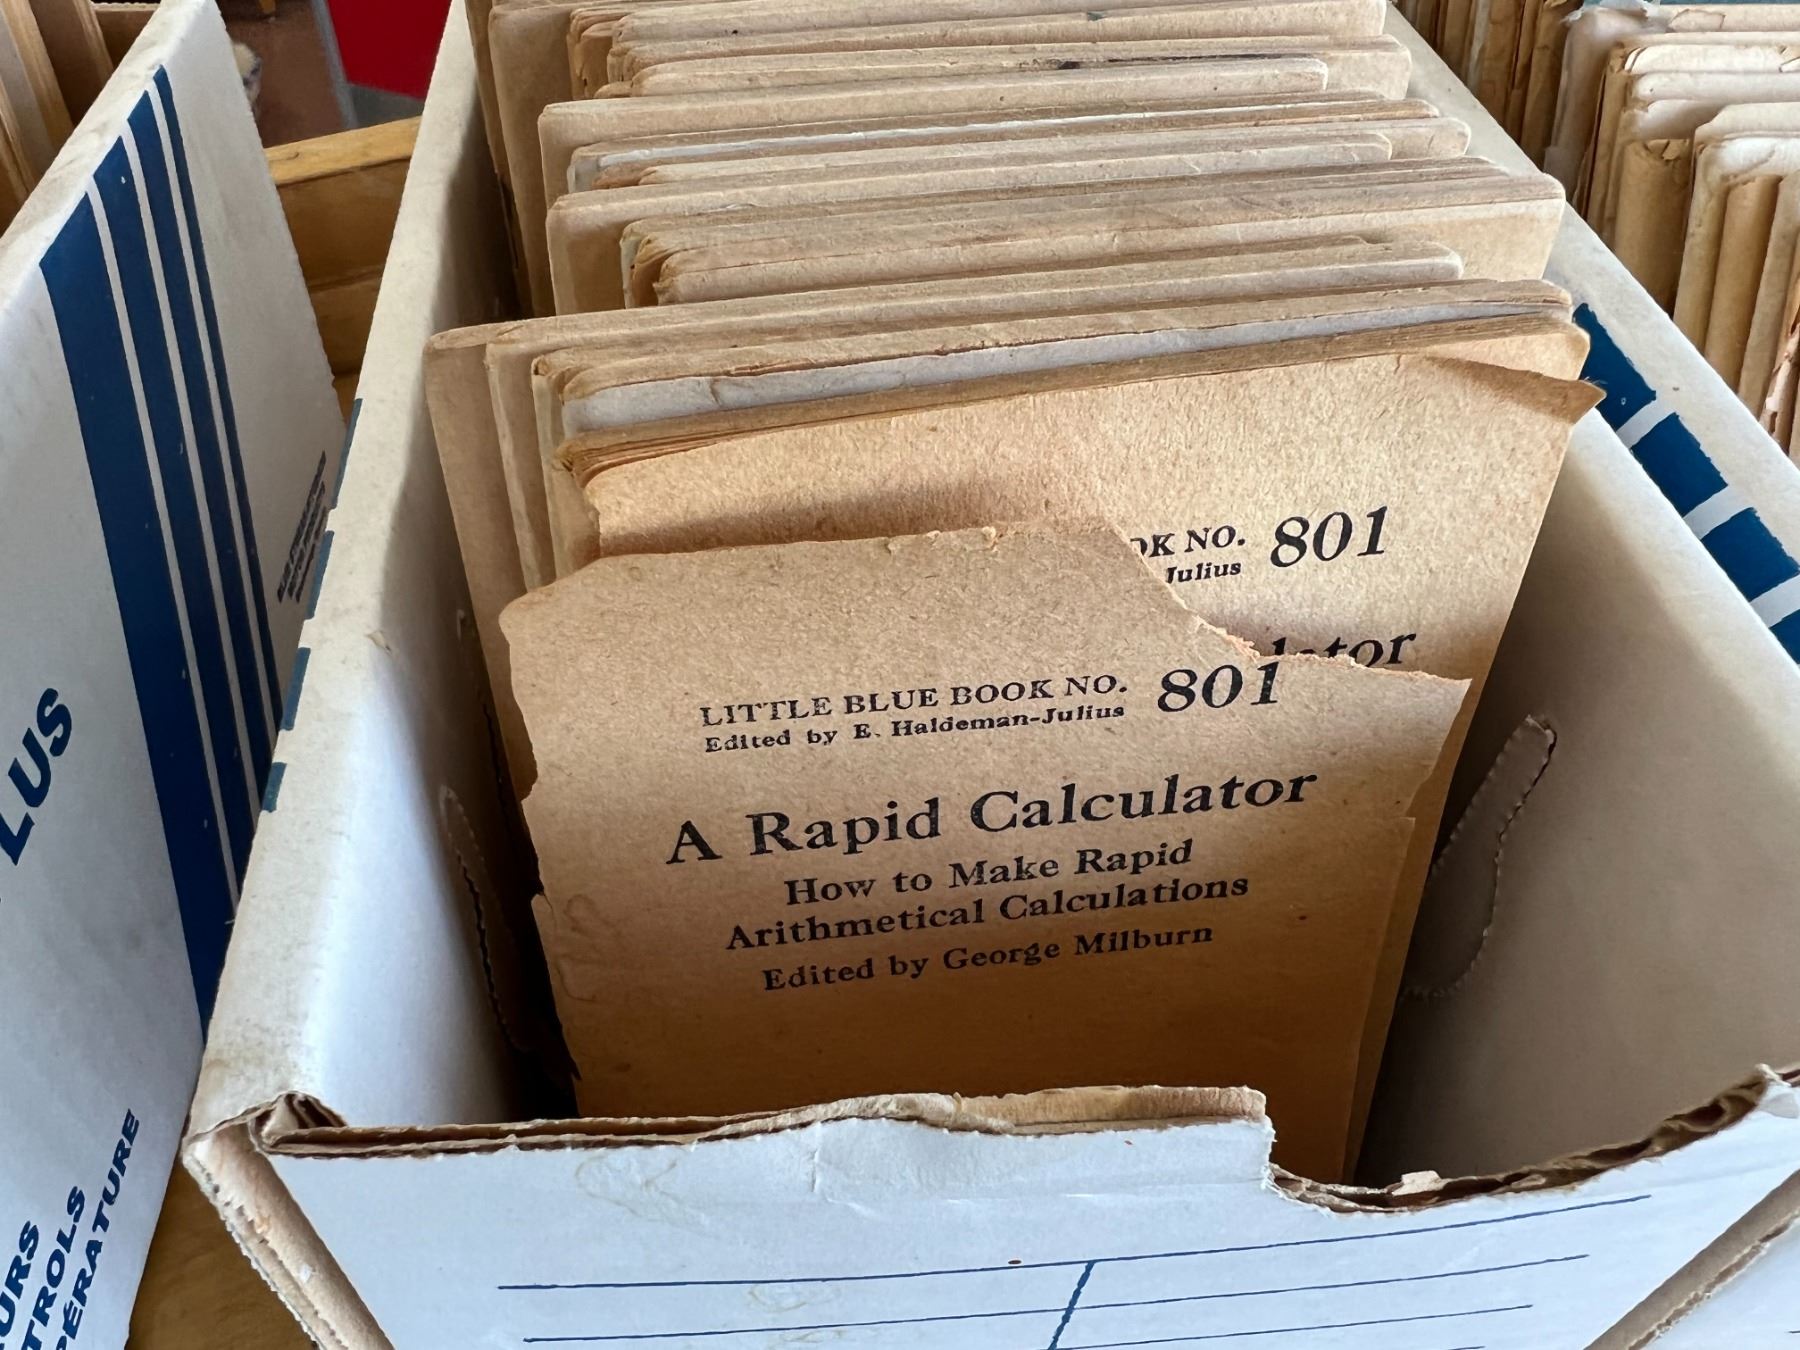 OK NO. 801
Julius
lator
LITTLE BLUE BOOK NO. 801
Edited by E. Haldeman-Julius
A Rapid Calculator
How to Make Rapid
Arithmetical Calculations
Edited by George Milburn
LUS
URS
TROLS
PÉRATURE